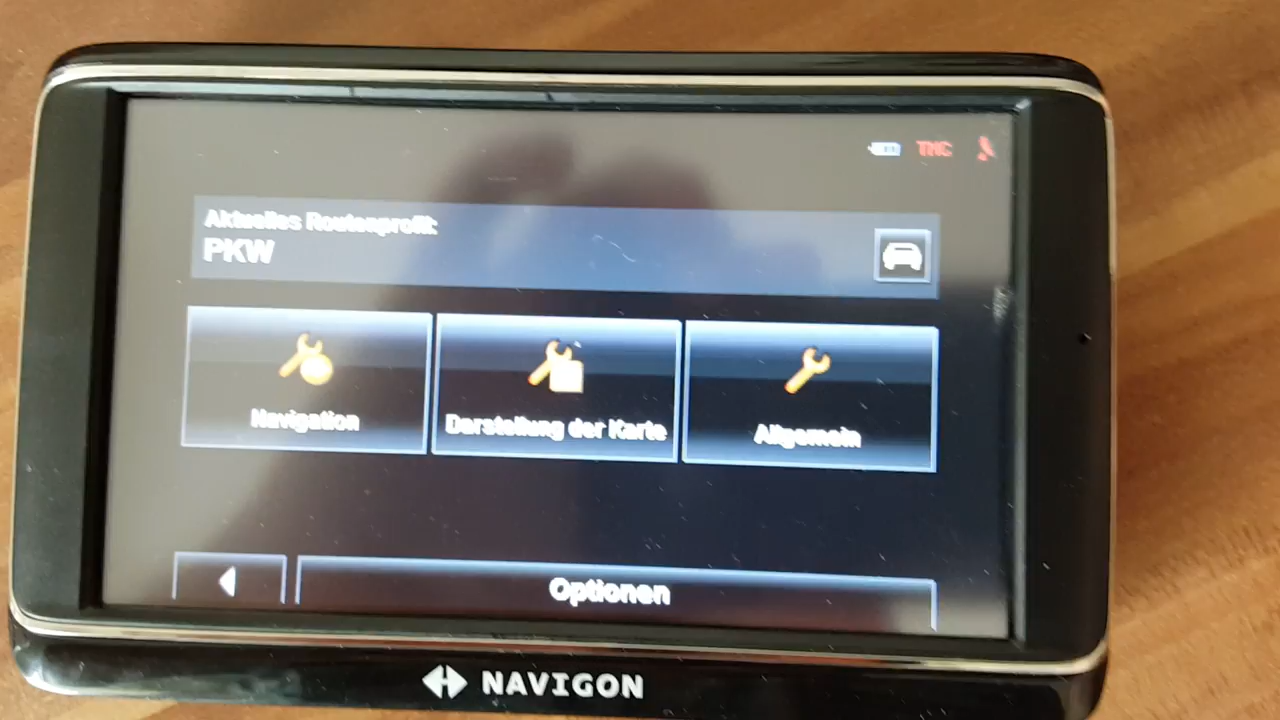 TMC
Aktuelles Routenprofil:
PKW
Navigation
Darstellung der Karte
Allgemein
Optionen
NAVIGON